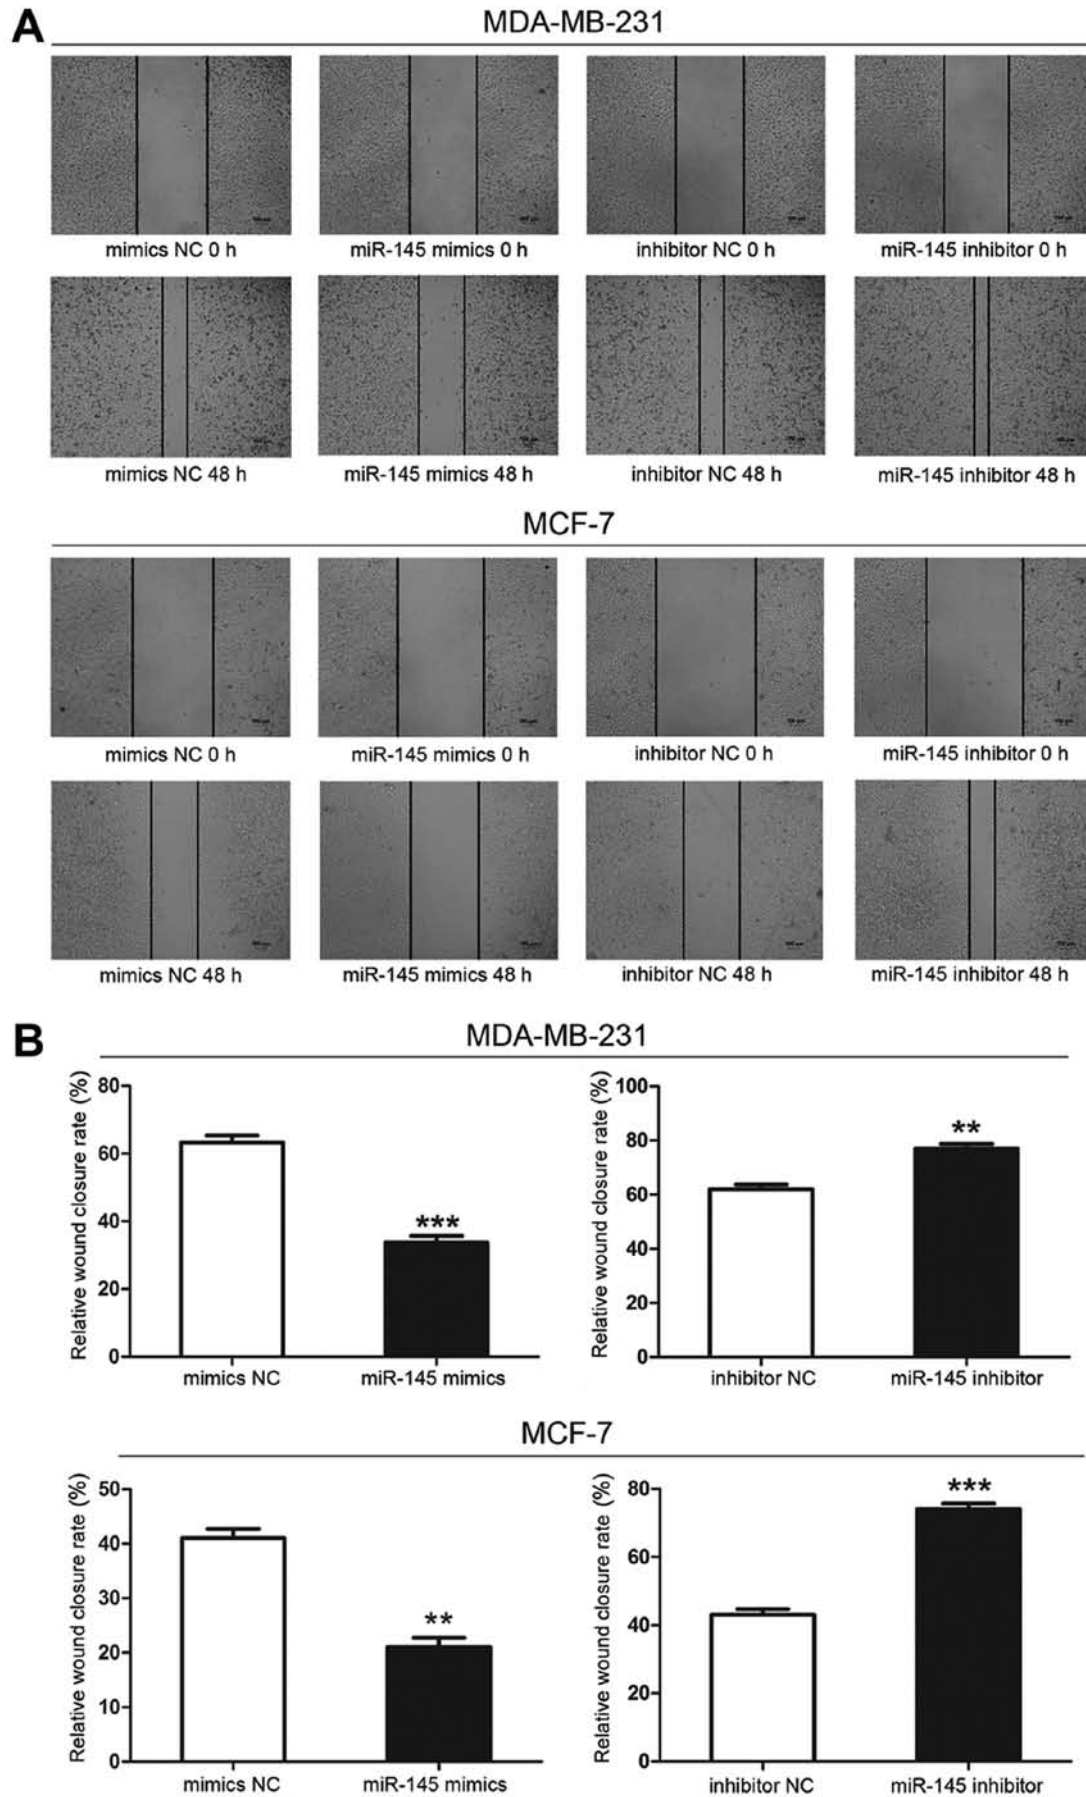 A
MDA-MB-231
mimics NC 0 h
miR-145 mimics 0 h
inhibitor NC 0 h
miR-145 inhibitor 0 h
mimics NC 48 h
miR-145 mimics 48 h
inhibitor NC 48 h
miR-145 inhibitor 48 h
MCF-7
mimics NC 0 h
miR-145 mimics 0 h
inhibitor NC 0 h
miR-145 inhibitor 0 h
mimics NC 48 h
miR-145 mimics 48 h
inhibitor NC 48 h
miR-145 inhibitor 48 h
B
MDA-MB-231
Relative wound closure rate (%)
80
60
40
20
0
***
mimics NC
miR-145 mimics
Relative wound closure rate (%)
100
80
60
40
20
0
**
inhibitor NC
miR-145 inhibitor
MCF-7
Relative wound closure rate (%)
50
40
30
20
10
0
**
mimics NC
miR-145 mimics
Relative wound closure rate (%)
80
60
40
20
0
***
inhibitor NC
miR-145 inhibitor